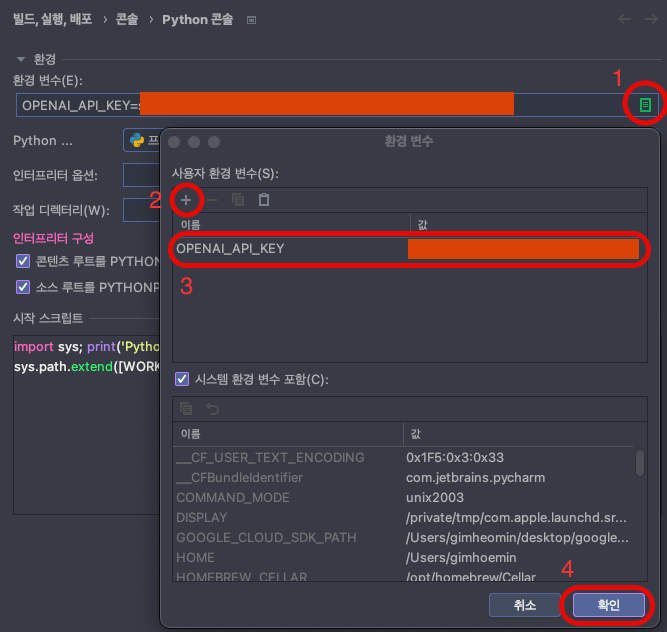 빌드, 실행, 배포 › 콘솔 › Python 콘솔
환경
환경 변수(E):
1
OPENAI_API_KEY=s
Python ...
환경 변수
인터프리터 옵션:
사용자 환경 변수(S):
작업 디렉터리(W):
2
이름 값
인터프리터 구성
OPENAI_API_KEY
콘텐츠 루트를 PYTHON
3
소스 루트를 PYTHONP
시작 스크립트
import sys; print('Pytho
sys.path.extend([WORK
시스템 환경 변수 포함(C):
이름 값
__CF_USER_TEXT_ENCODING 0x1F5:0x3:0x33
__CFBundleIdentifier com.jetbrains.pycharm
COMMAND_MODE unix2003
DISPLAY /private/tmp/com.apple.launchd.sr...
GOOGLE_CLOUD_SDK_PATH /Users/gimheomin/desktop/google...
HOME /Users/gimhoemin
HOMEBREW_CELLAR /opt/homebrew/Cellar
4
취소 확인